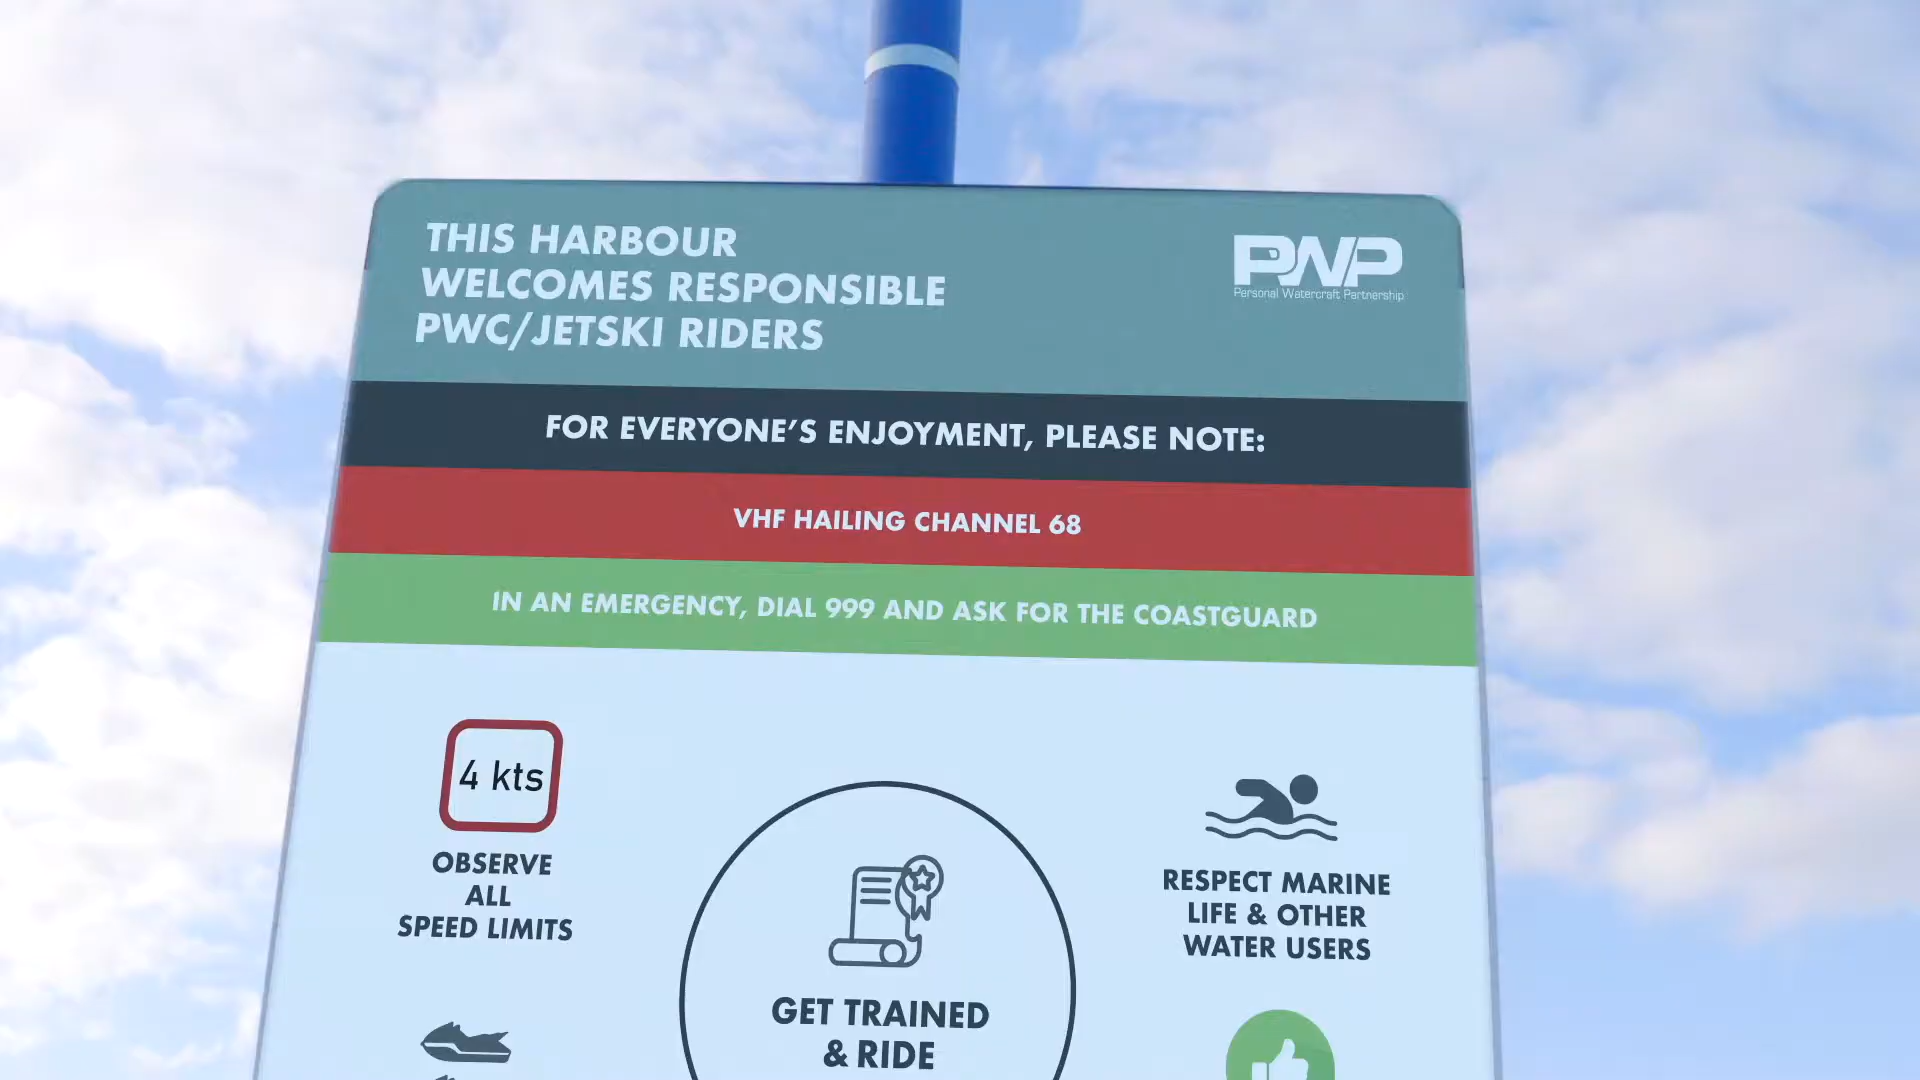 THIS HARBOUR
WELCOMES RESPONSIBLE
PWC/JETSKI RIDERS
PWP
Personal Watercraft Partnership
FOR EVERYONE’S ENJOYMENT, PLEASE NOTE:
VHF HAILING CHANNEL 68
IN AN EMERGENCY, DIAL 999 AND ASK FOR THE COASTGUARD
4 kts
OBSERVE
ALL
SPEED LIMITS
GET TRAINED
& RIDE
RESPECT MARINE
LIFE & OTHER
WATER USERS